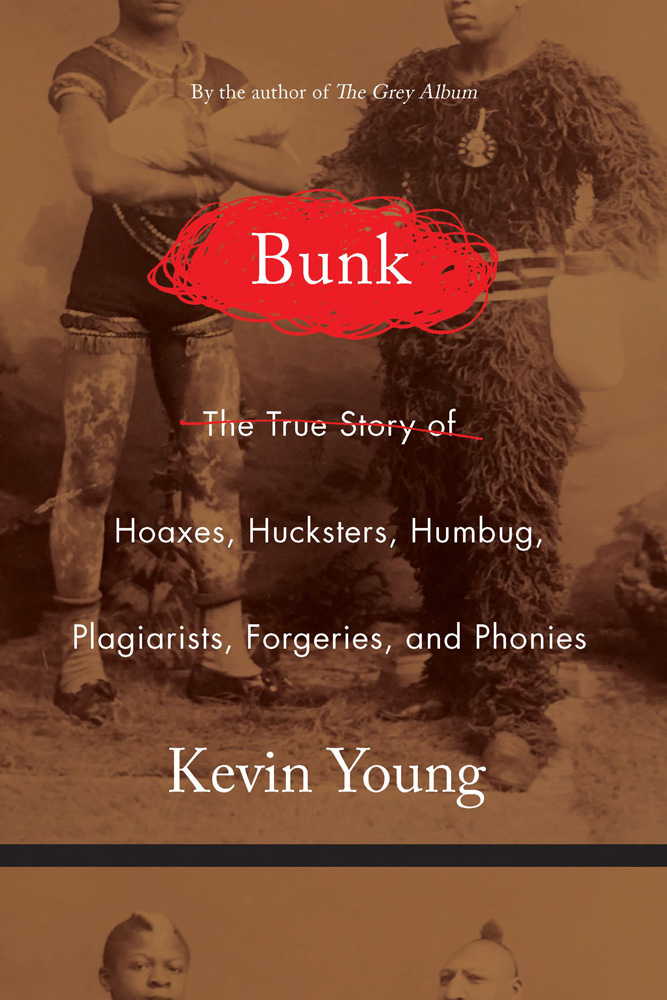 By the author of The Grey Album
Bunk
The True Story of
Hoaxes, Hucksters, Humbug,
Plagiarists, Forgeries, and Phonies
Kevin Young